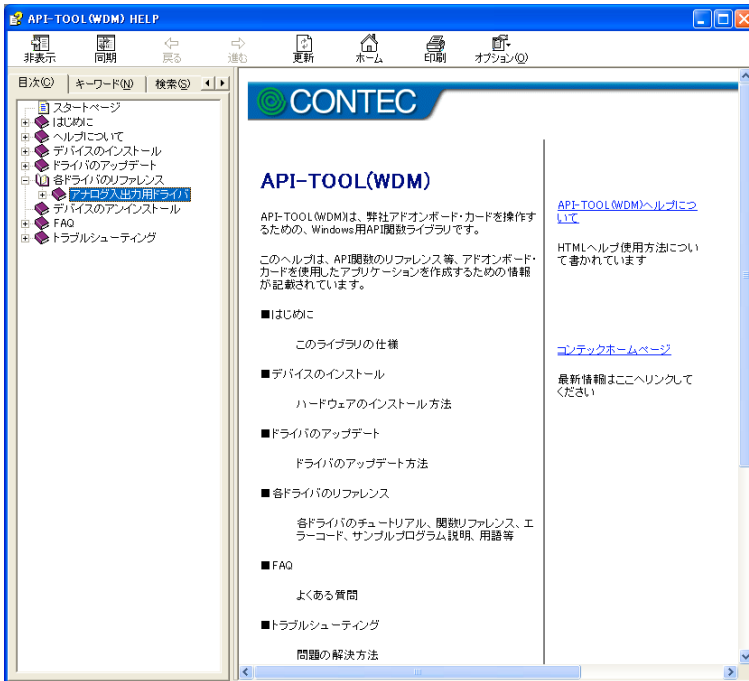 API-TOOL(WDM) HELP
非表示 同期 戻る 進む 更新 ホーム 印刷 オプション(O)
目次(C) キーワード(N) 検索(S)
スタートページ
はじめに
ヘルプについて
デバイスのインストール
ドライバのアップデート
各ドライバのリファレンス
アナログ入出力用ドライバ
デバイスのアンインストール
FAQ
トラブルシューティング
CONTEC
API-TOOL(WDM)
API-TOOL(WDM)は、弊社アドオンボード・カードを操作す
るための、Windows用API関数ライブラリです。
このヘルプは、API関数のリファレンス等、アドオンボード・
カードを使用したアプリケーションを作成するための情報
が記載されています。
■はじめに
このライブラリの仕様
■デバイスのインストール
ハードウェアのインストール方法
■ドライバのアップデート
ドライバのアップデート方法
■各ドライバのリファレンス
各ドライバのチュートリアル、関数リファレンス、エ
ラーコード、サンプルプログラム説明、用語等
■FAQ
よくある質問
■トラブルシューティング
問題の解決方法
API-TOOL(WDM)ヘルプにつ
いて
HTMLヘルプ使用方法につい
て書かれています
コンテックホームページ
最新情報はここへリンクして
ください